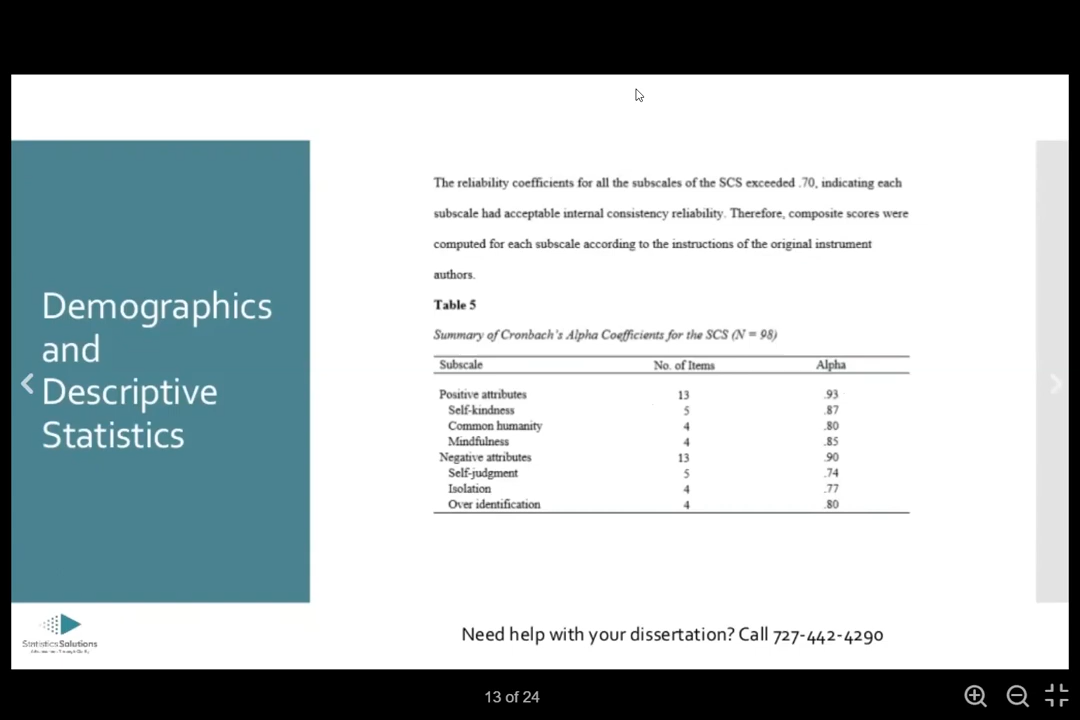 Demographics
and
Descriptive
Statistics
The reliability coefficients for all the subscales of the SCS exceeded .70, indicating each
subscale had acceptable internal consistency reliability. Therefore, composite scores were
computed for each subscale according to the instructions of the original instrument
authors.
Table 5
Summary of Cronbach's Alpha Coefficients for the SCS (N = 98)
Subscale No. of Items Alpha
Positive attributes 13 .93
Self-kindness 5 .87
Common humanity 4 .80
Mindfulness 4 .85
Negative attributes 13 .90
Self-judgment 5 .74
Isolation 4 .77
Over identification 4 .80
StatisticsSolutions
Need help with your dissertation? Call 727-442-4290
13 of 24